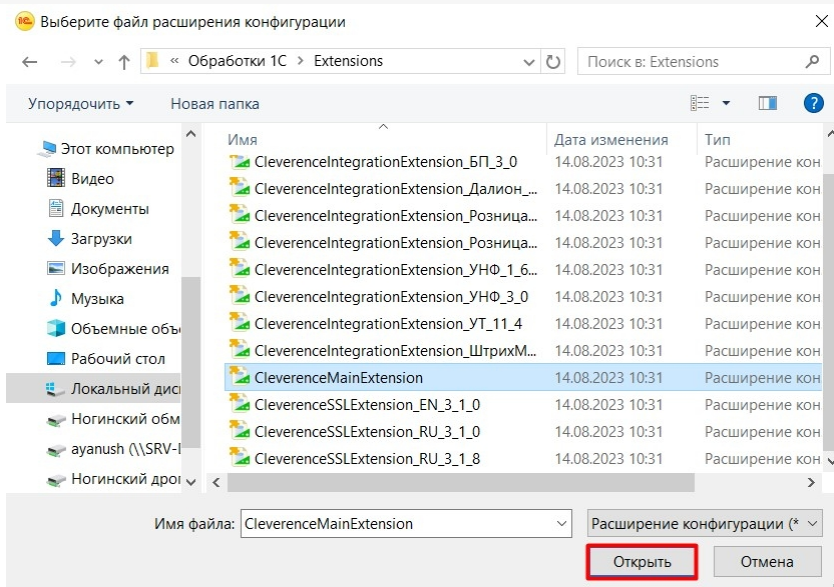 1С Выберите файл расширения конфигурации
« Обработки 1С > Extensions Поиск в: Extensions
Упорядочить Новая папка ?
Имя Дата изменения Тип
Этот компьютер
Видео
Документы
Загрузки
Изображения
Музыка
Объемные объ
Рабочий стол
Локальный дис
Ногинский обм
ayanush (\\SRV-D
Ногинский дрог
CleverenceIntegrationExtension_БП_3_0 14.08.2023 10:31 Расширение кон
CleverenceIntegrationExtension_Далион_... 14.08.2023 10:31 Расширение кон
CleverenceIntegrationExtension_Розница... 14.08.2023 10:31 Расширение кон
CleverenceIntegrationExtension_Розница... 14.08.2023 10:31 Расширение кон
CleverenceIntegrationExtension_УНФ_1_6... 14.08.2023 10:31 Расширение кон
CleverenceIntegrationExtension_УНФ_3_0 14.08.2023 10:31 Расширение кон
CleverenceIntegrationExtension_УТ_11_4 14.08.2023 10:31 Расширение кон
CleverenceIntegrationExtension_ШтрихМ... 14.08.2023 10:31 Расширение кон
CleverenceMainExtension 14.08.2023 10:31 Расширение кон
CleverenceSSLExtension_EN_3_1_0 14.08.2023 10:31 Расширение кон
CleverenceSSLExtension_RU_3_1_0 14.08.2023 10:31 Расширение кон
CleverenceSSLExtension_RU_3_1_8 14.08.2023 10:31 Расширение кон
Имя файла: CleverenceMainExtension Расширение конфигурации (*
Открыть Отмена